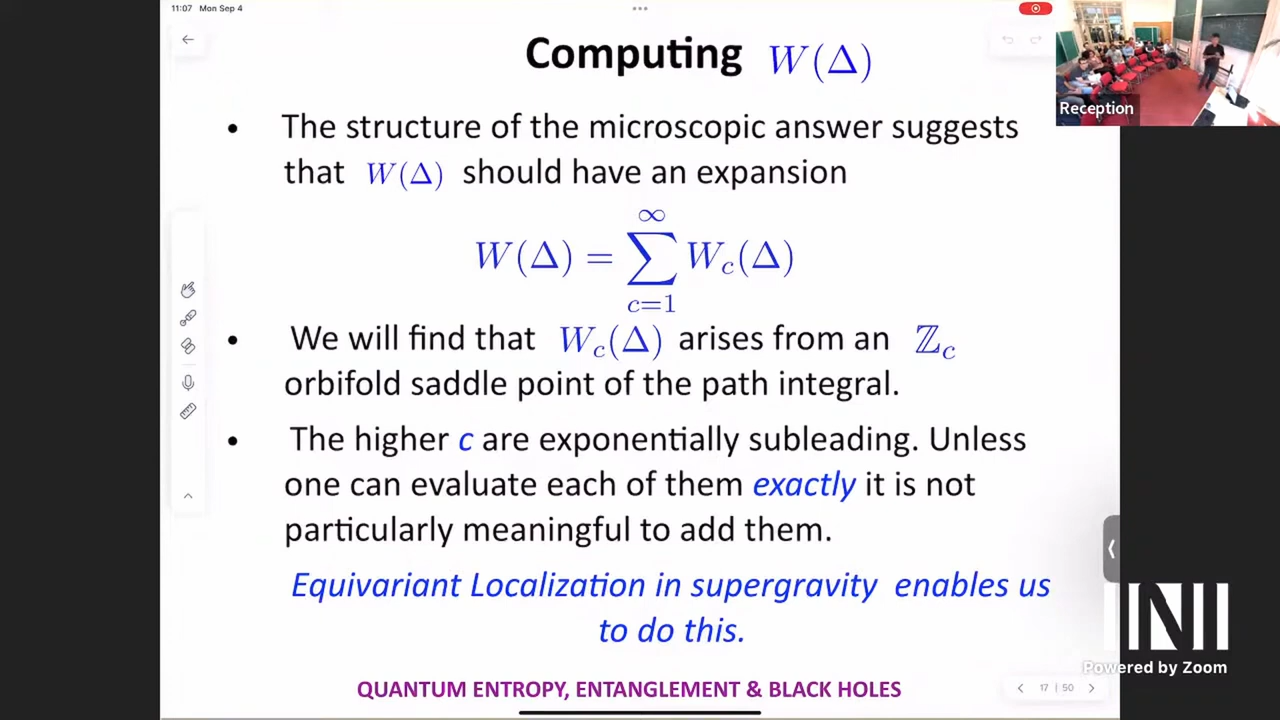 11:07 Mon Sep 4
Computing W(Δ)
Reception
• The structure of the microscopic answer suggests
that W(Δ) should have an expansion
W(Δ) = ∑_{c=1}^{∞} W_c(Δ)
• We will find that W_c(Δ) arises from an ℤ_c
orbifold saddle point of the path integral.
• The higher c are exponentially subleading. Unless
one can evaluate each of them exactly it is not
particularly meaningful to add them.
Equivariant Localization in supergravity enables us
to do this.
QUANTUM ENTROPY, ENTANGLEMENT & BLACK HOLES
17 | 50
INI
Powered by Zoom